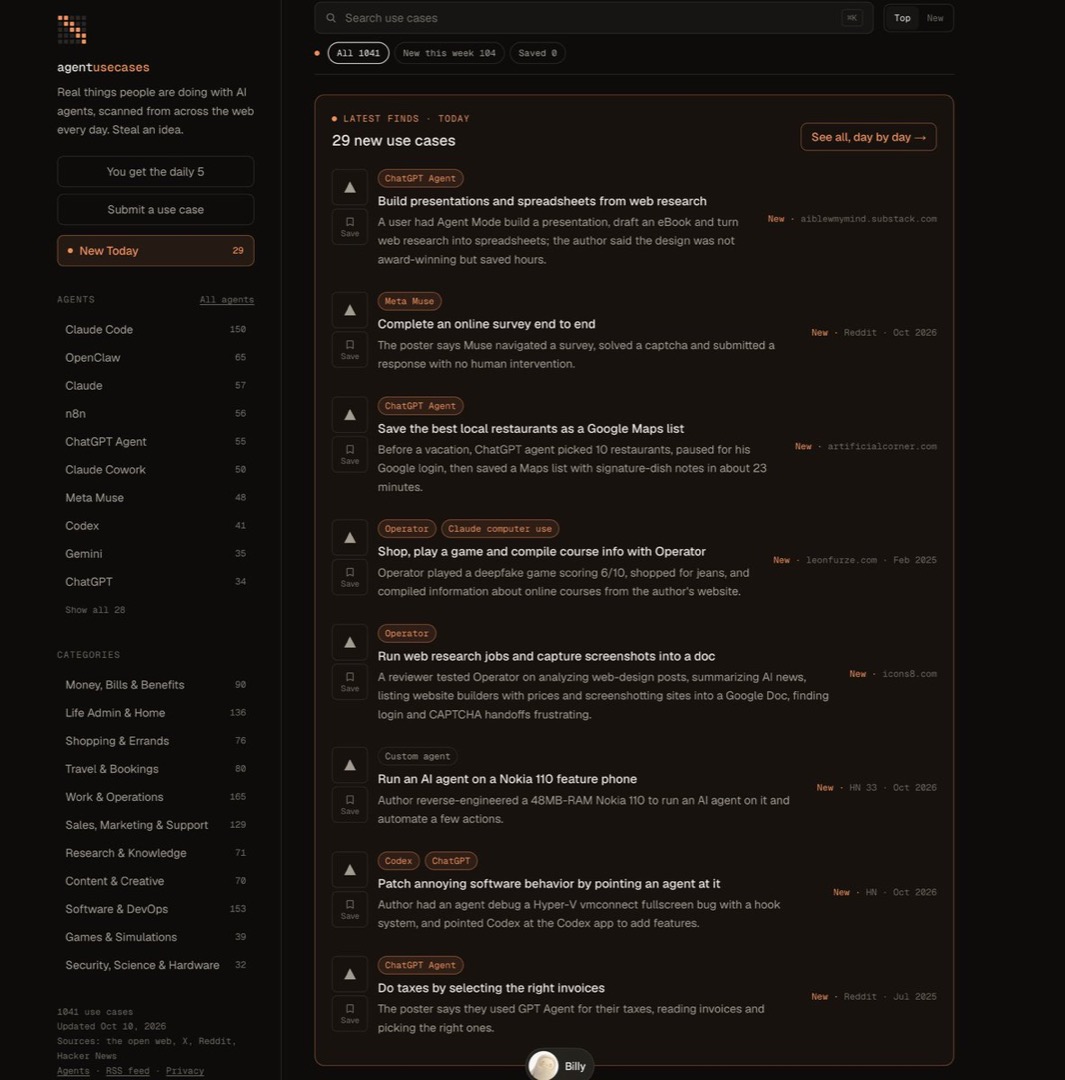 agentusecases
Real things people are doing with AI
agents, scanned from across the web
every day. Steal an idea.
You get the daily 5
Submit a use case
New Today 29
AGENTS All agents
Claude Code 150
OpenClaw 65
Claude 57
n8n 56
ChatGPT Agent 55
Claude Cowork 50
Meta Muse 48
Codex 41
Gemini 35
ChatGPT 34
Show all 28
CATEGORIES
Money, Bills & Benefits 90
Life Admin & Home 136
Shopping & Errands 76
Travel & Bookings 80
Work & Operations 165
Sales, Marketing & Support 129
Research & Knowledge 71
Content & Creative 70
Software & DevOps 153
Games & Simulations 39
Security, Science & Hardware 32
1041 use cases
Updated Oct 10, 2026
Sources: the open web, X, Reddit,
Hacker News
Agents · RSS feed · Privacy
Search use cases ⌘K Top New
All 1041 New this week 104 Saved 0
LATEST FINDS · TODAY
29 new use cases
See all, day by day →
ChatGPT Agent
Build presentations and spreadsheets from web research
A user had Agent Mode build a presentation, draft an eBook and turn
web research into spreadsheets; the author said the design was not
award-winning but saved hours.
Save
New · aiblewmymind.substack.com
Meta Muse
Complete an online survey end to end
The poster says Muse navigated a survey, solved a captcha and submitted a
response with no human intervention.
Save
New · Reddit · Oct 2026
ChatGPT Agent
Save the best local restaurants as a Google Maps list
Before a vacation, ChatGPT agent picked 10 restaurants, paused for his
Google login, then saved a Maps list with signature-dish notes in about 23
minutes.
Save
New · artificialcorner.com
Operator Claude computer use
Shop, play a game and compile course info with Operator
Operator played a deepfake game scoring 6/10, shopped for jeans, and
compiled information about online courses from the author's website.
Save
New · leonfurze.com · Feb 2025
Operator
Run web research jobs and capture screenshots into a doc
A reviewer tested Operator on analyzing web-design posts, summarizing AI news,
listing website builders with prices and screenshotting sites into a Google Doc, finding
login and CAPTCHA handoffs frustrating.
Save
New · icons8.com
Custom agent
Run an AI agent on a Nokia 110 feature phone
Author reverse-engineered a 48MB-RAM Nokia 110 to run an AI agent on it and
automate a few actions.
Save
New · HN 33 · Oct 2026
Codex ChatGPT
Patch annoying software behavior by pointing an agent at it
Author had an agent debug a Hyper-V vmconnect fullscreen bug with a hook
system, and pointed Codex at the Codex app to add features.
Save
New · HN · Oct 2026
ChatGPT Agent
Do taxes by selecting the right invoices
The poster says they used GPT Agent for their taxes, reading invoices and
picking the right ones.
Save
New · Reddit · Jul 2025
Billy